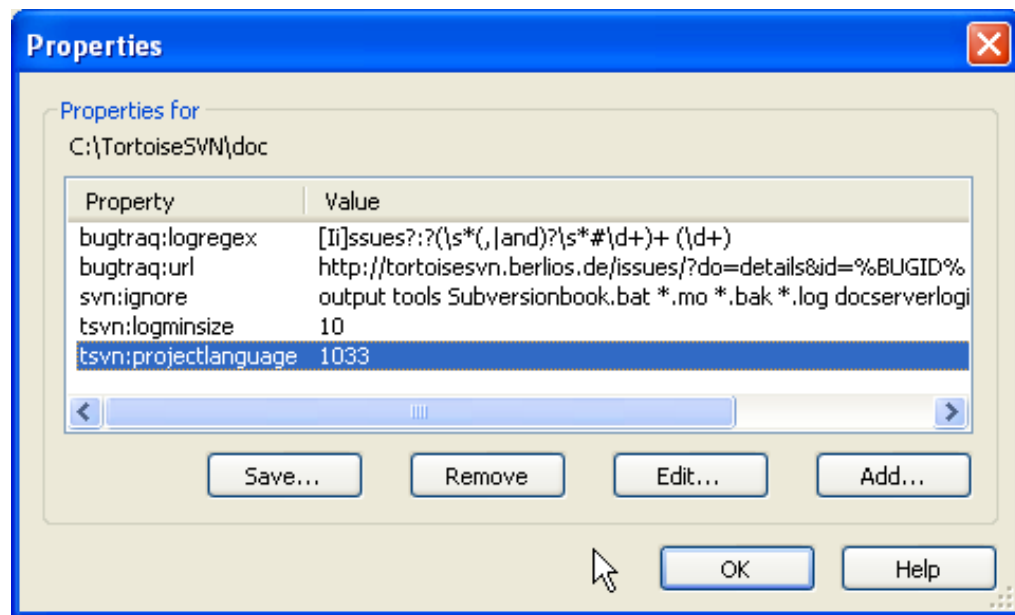 Properties
Properties for
C:\TortoiseSVN\doc
Property Value
bugtraq:logregex [Ii]ssues?:?(\s*(,|and)?\s*#\d+)+ (\d+)
bugtraq:url http://tortoisesvn.berlios.de/issues/?do=details&id=%BUGID%
svn:ignore output tools Subversionbook.bat *.mo *.bak *.log docserverlogi
tsvn:logminsize 10
tsvn:projectlanguage 1033
Save... Remove Edit... Add...
OK Help